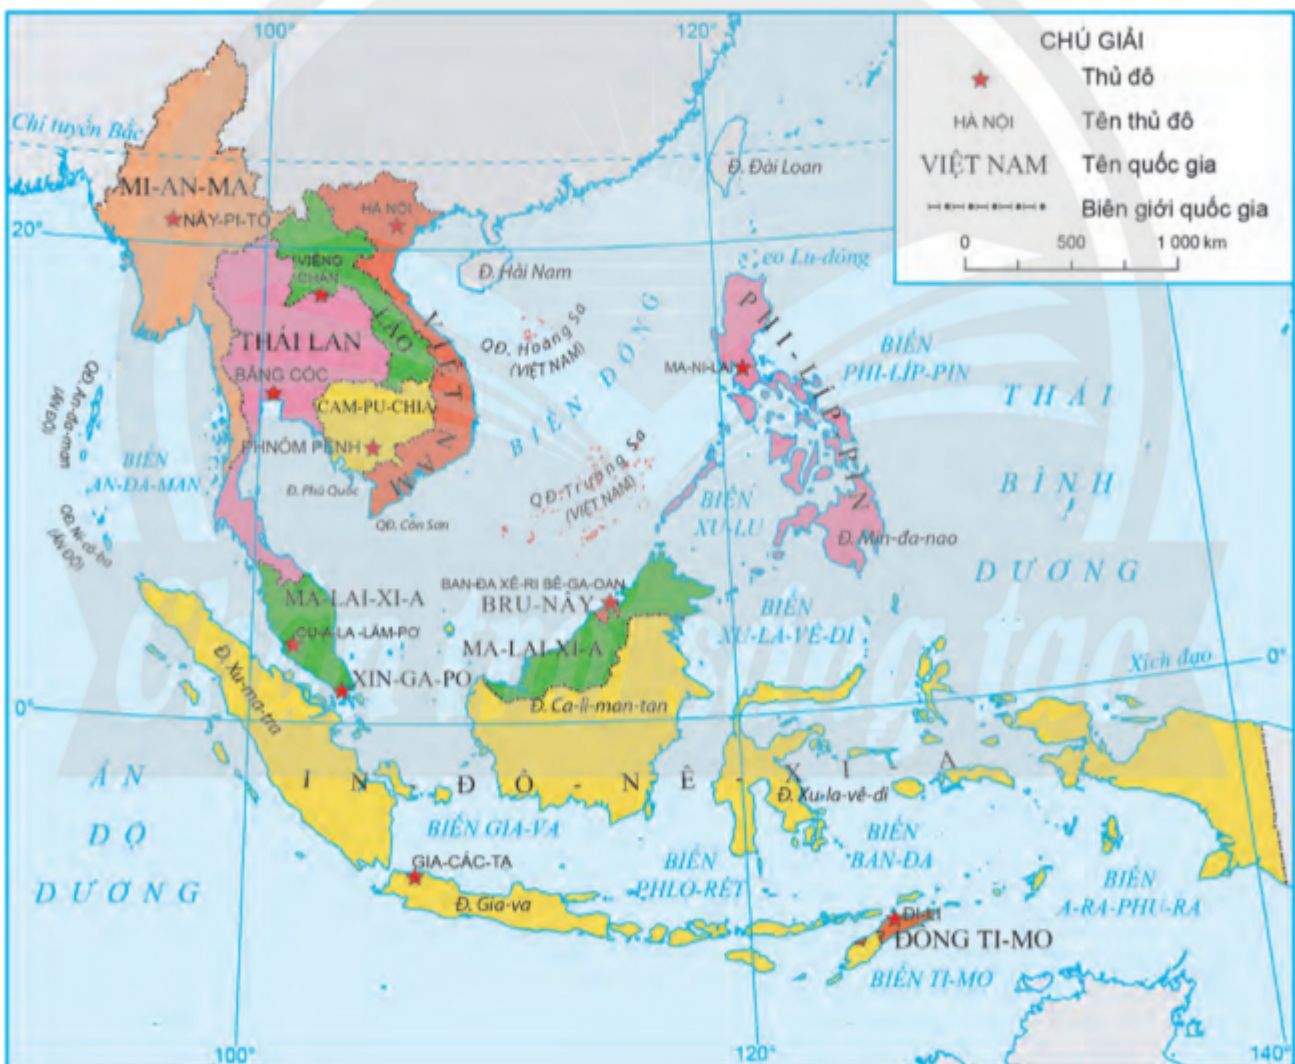 100°
120°
CHÚ GIẢI
Thủ đô
HÀ NỘI
Tên thủ đô
VIỆT NAM
Tên quốc gia
Biên giới quốc gia
0
500
1 000 km
Chí tuyến Bắc
MI-AN-MA
NÂY-PI-TÔ
20°
HÀ NỘI
Đ. Đài Loan
Đ. Hải Nam
eo Lu-dông
VIÊNG
CHĂN
LÀO
VIỆT NAM
THÁI LAN
BĂNG CỐC
CAM-PU-CHIA
PHNÔM PÊNH
Đ. Phú Quốc
QĐ. Côn Sơn
QĐ. Hoàng Sa
(VIỆT NAM)
BIỂN ĐÔNG
QĐ. Trường Sa
(VIỆT NAM)
MA-NI-LA
PHI-LÍP-PIN
BIỂN
PHI-LÍP-PIN
THÁI
BÌNH
DƯƠNG
QĐ. An-đa-man
(ẤN ĐỘ)
BIỂN
AN-ĐA-MAN
QĐ. Ni-cô-ba
(ẤN ĐỘ)
BIỂN
XU-LU
Đ. Min-đa-nao
BAN-ĐA XÊ-RI BÊ-GA-OAN
BRU-NÂY
MA-LAI-XI-A
MA-LAI-XI-A
CU-A-LA -LĂM-PƠ
XIN-GA-PO
BIỂN
XU-LA-VÊ-DI
Xích đạo
0°
0°
Đ. Xu-ma-tra
Đ. Ca-li-man-tan
IN-ĐÔ-NÊ-XI-A
Đ. Xu-la-vê-di
ẤN
ĐỘ
DƯƠNG
BIỂN GIA-VA
GIA-CÁC-TA
Đ. Gia-va
BIỂN
PHLO-RÉT
BIỂN
BAN-ĐA
BIỂN
A-RA-PHU-RA
ĐI-LI
ĐÔNG TI-MO
BIỂN TI-MO
100°
120°
140°